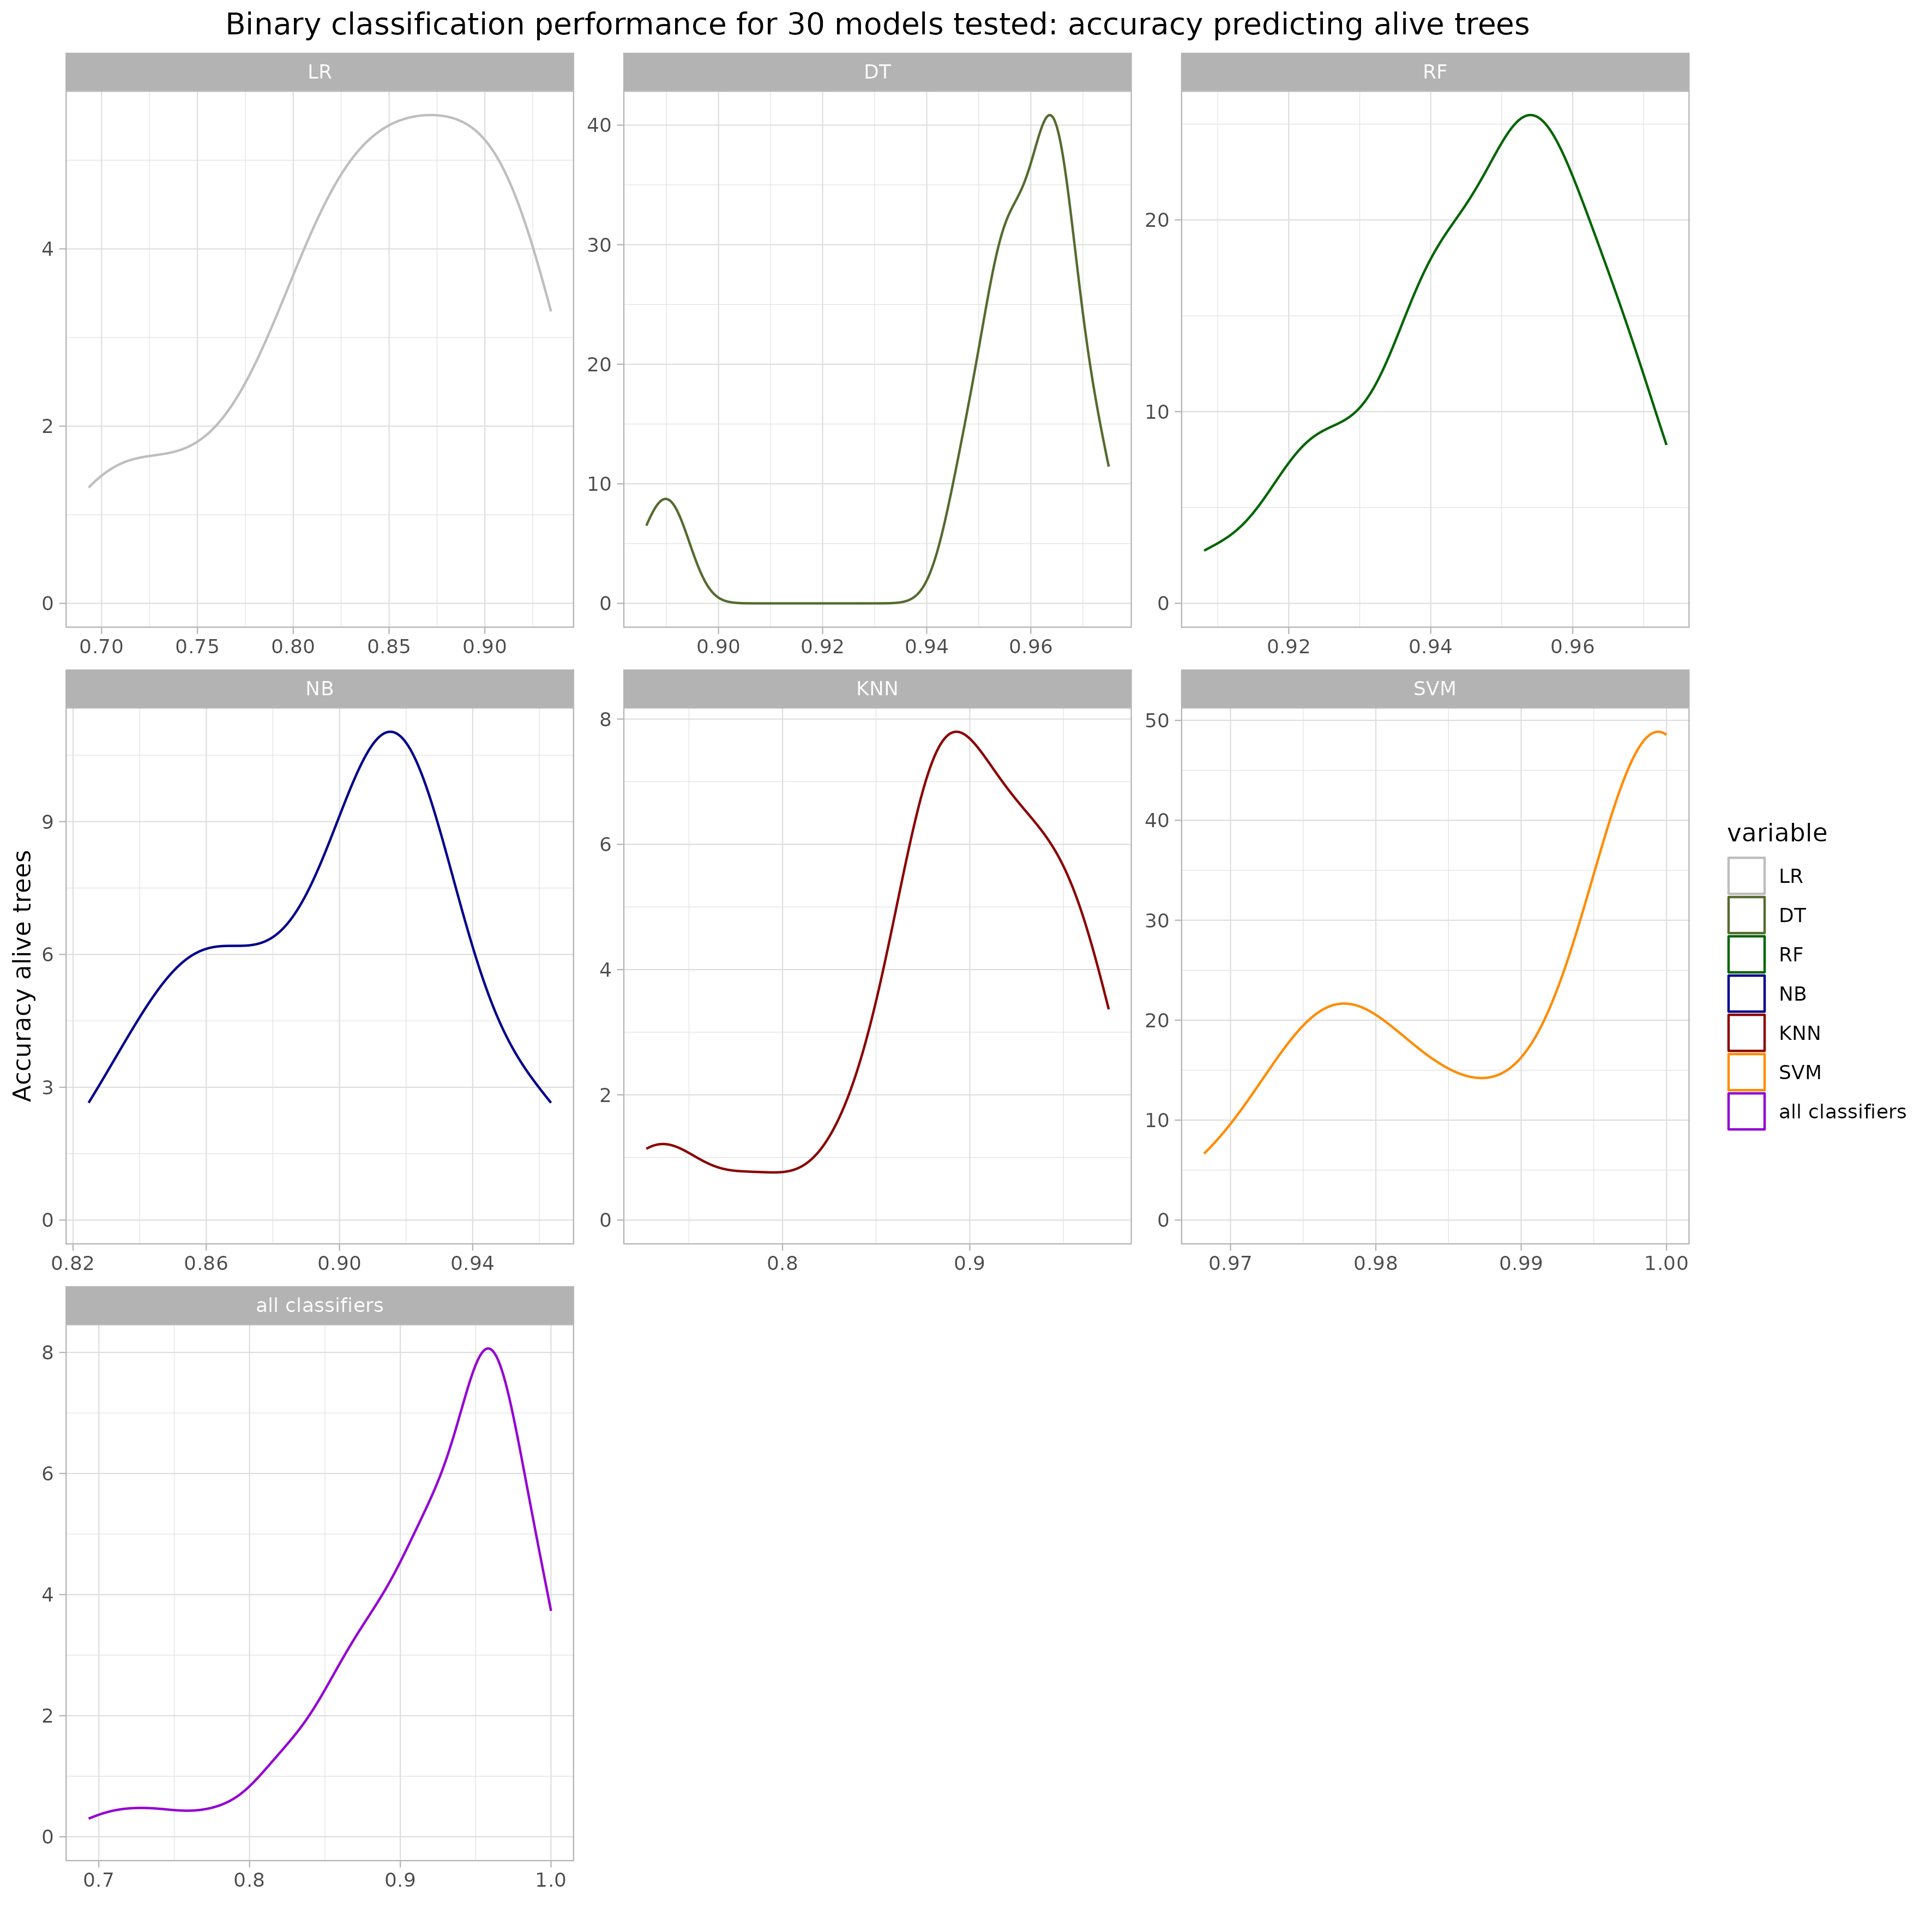 Binary classification performance for 30 models tested: accuracy predicting alive trees
LR
DT
RF
4
2
0
0.70 0.75 0.80 0.85 0.90
40
30
20
10
0
0.90 0.92 0.94 0.96
20
10
0
0.92 0.94 0.96
NB
KNN
SVM
Accuracy alive trees
9
6
3
0
0.82 0.86 0.90 0.94
8
6
4
2
0
0.8 0.9
50
40
30
20
10
0
0.97 0.98 0.99 1.00
all classifiers
8
6
4
2
0
0.7 0.8 0.9 1.0
variable
LR
DT
RF
NB
KNN
SVM
all classifiers